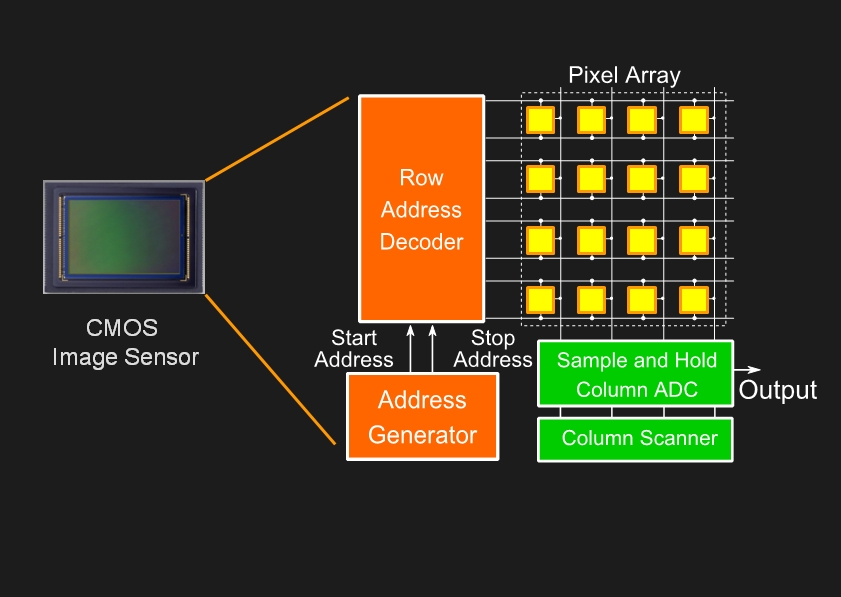 Pixel Array
Row
Address
Decoder
CMOS
Image Sensor
Start
Address
Stop
Address
Address
Generator
Sample and Hold
Column ADC
Output
Column Scanner